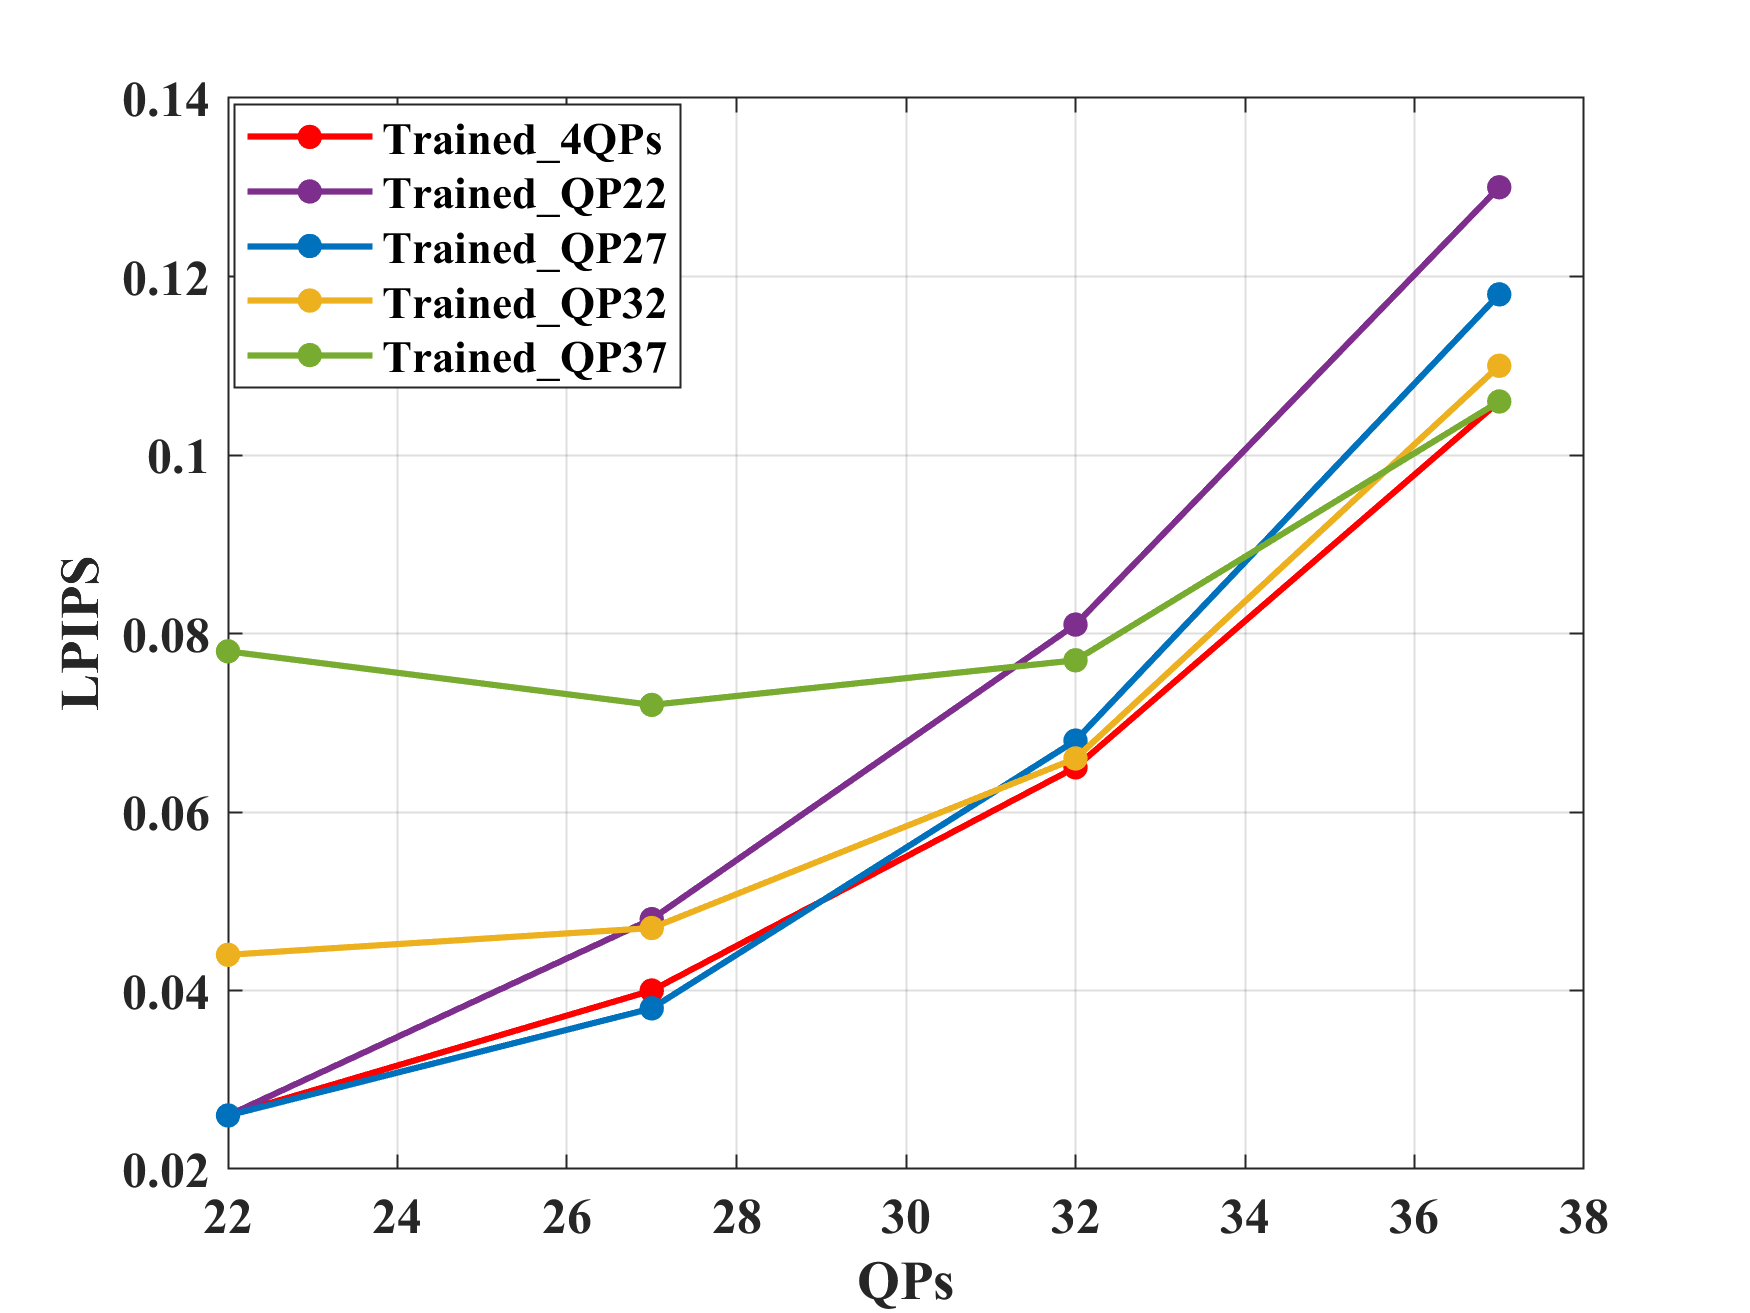 0.14
0.12
0.1
0.08
0.06
0.04
0.02
LPIPS
Trained_4QPs
Trained_QP22
Trained_QP27
Trained_QP32
Trained_QP37
22 24 26 28 30 32 34 36 38
QPs